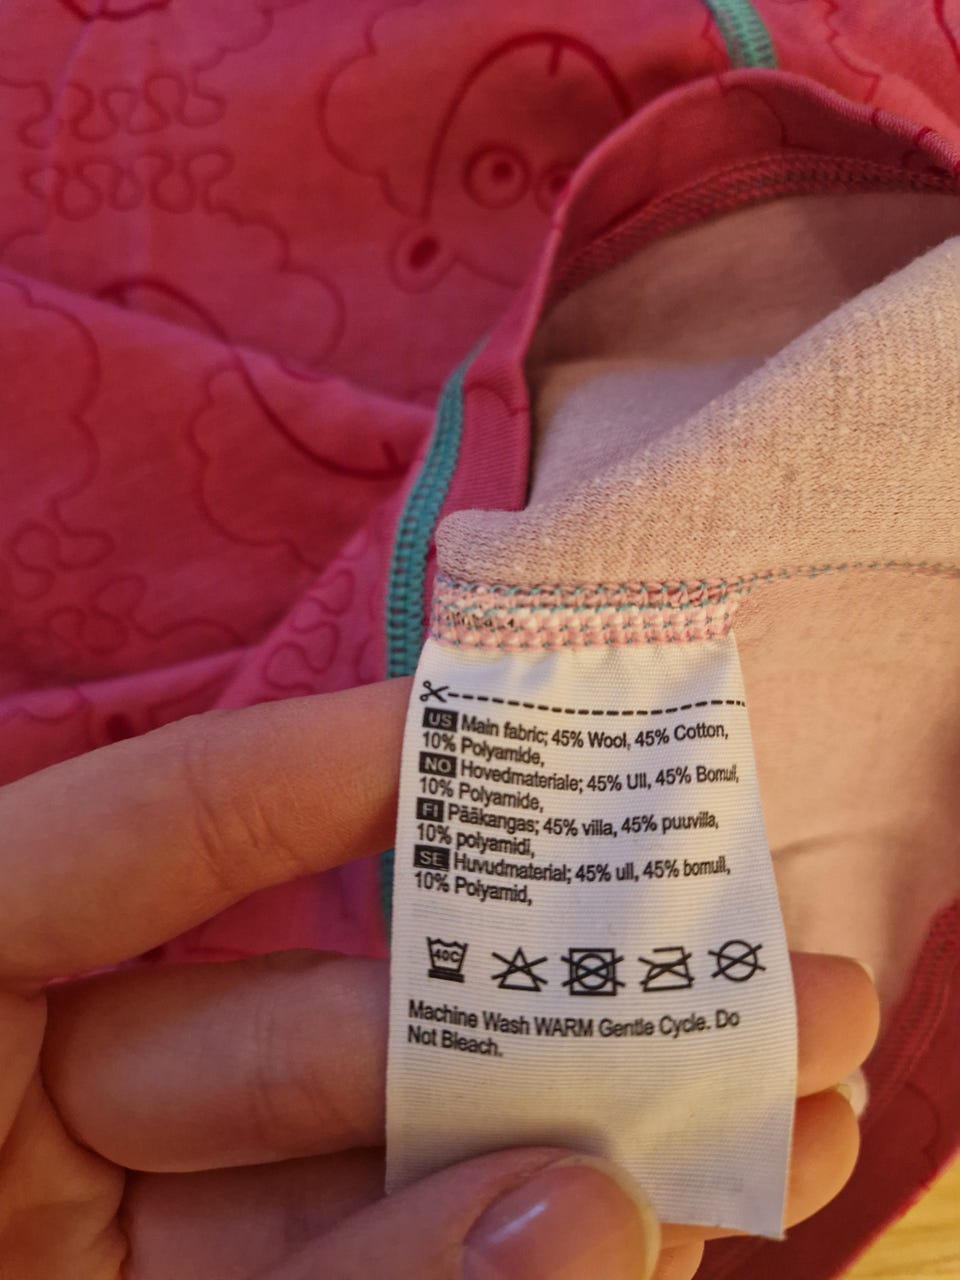 US Main fabric; 45% Wool, 45% Cotton,
10% Polyamide,
NO Hovedmateriale; 45% Ull, 45% Bomull,
10% Polyamide,
FI Pääkangas; 45% villa, 45% puuvilla,
10% polyamidi,
SE Huvudmaterial; 45% ull, 45% bomull,
10% Polyamid,
40C
Machine Wash WARM Gentle Cycle. Do
Not Bleach.